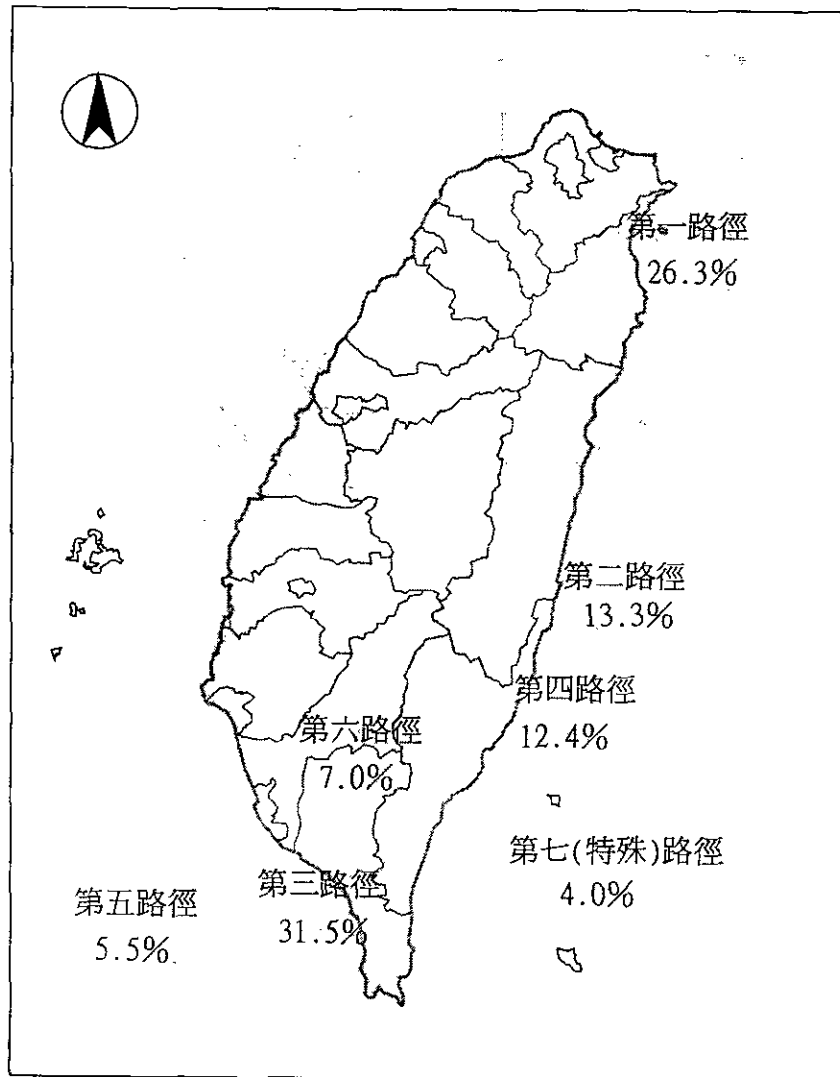 第一路徑
26.3%
第二路徑
13.3%
第四路徑
12.4%
第六路徑
7.0%
第七(特殊)路徑
4.0%
第三路徑
31.5%
第五路徑
5.5%